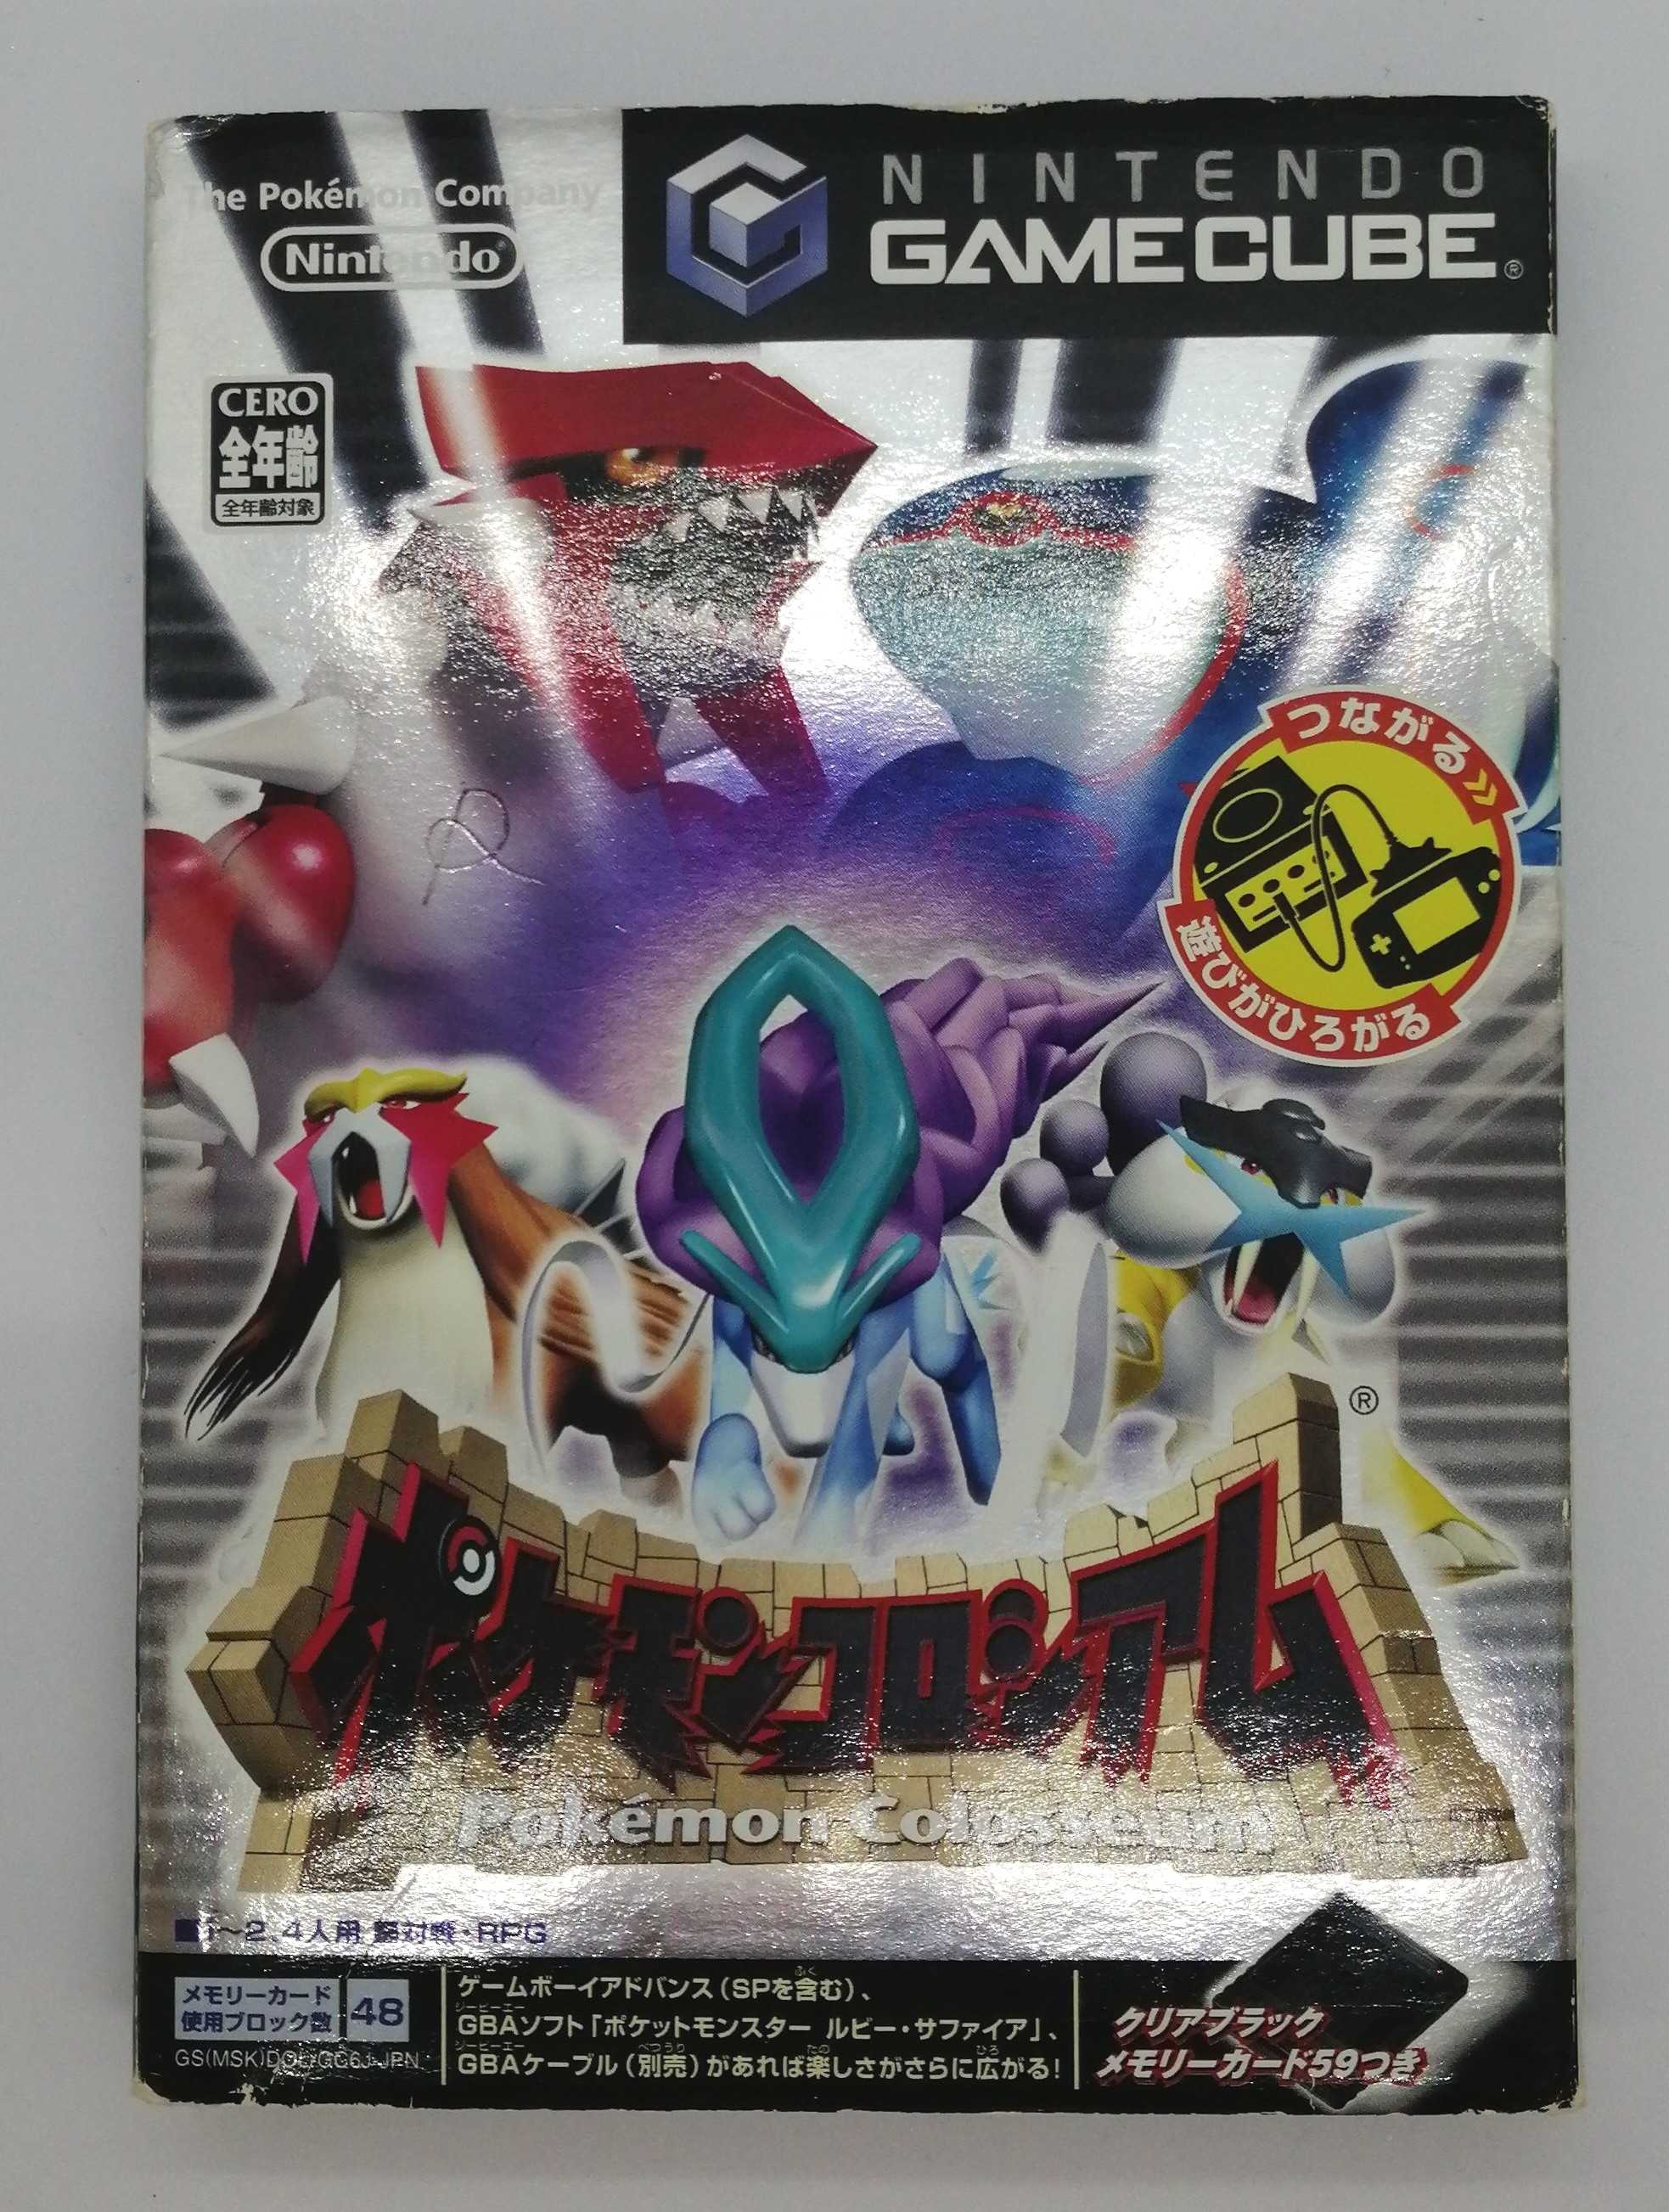 The Pokémon Company
Nintendo®
NINTENDO
GAMECUBE®
CERO
全年齢
全年齢対象
つながる
遊びがひろがる
®
ポケモンコロシアム
Pokémon Colosseum
■1〜2、4人用 対戦・RPG
メモリーカード
使用ブロック数 48
GS(MSK)DOL-GC6J-JPN
ゲームボーイアドバンス(SPを含む)、
GBAソフト「ポケットモンスター ルビー・サファイア」、
GBAケーブル(別売)があれば楽しさがさらに広がる!
クリアブラック
メモリーカード59つき